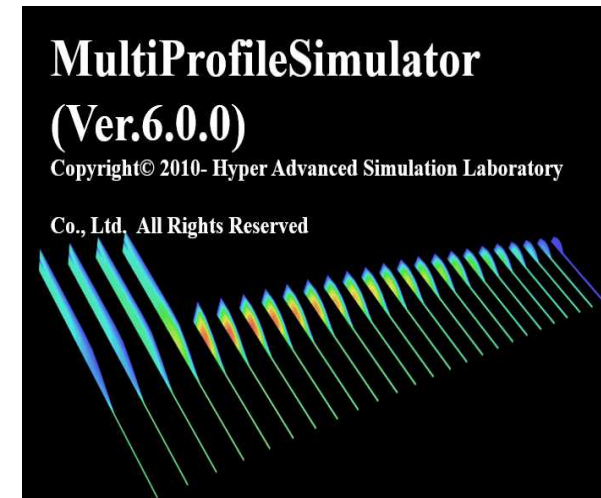 MultiProfileSimulator
(Ver.6.0.0)
Copyright© 2010- Hyper Advanced Simulation Laboratory
Co., Ltd.  All Rights Reserved